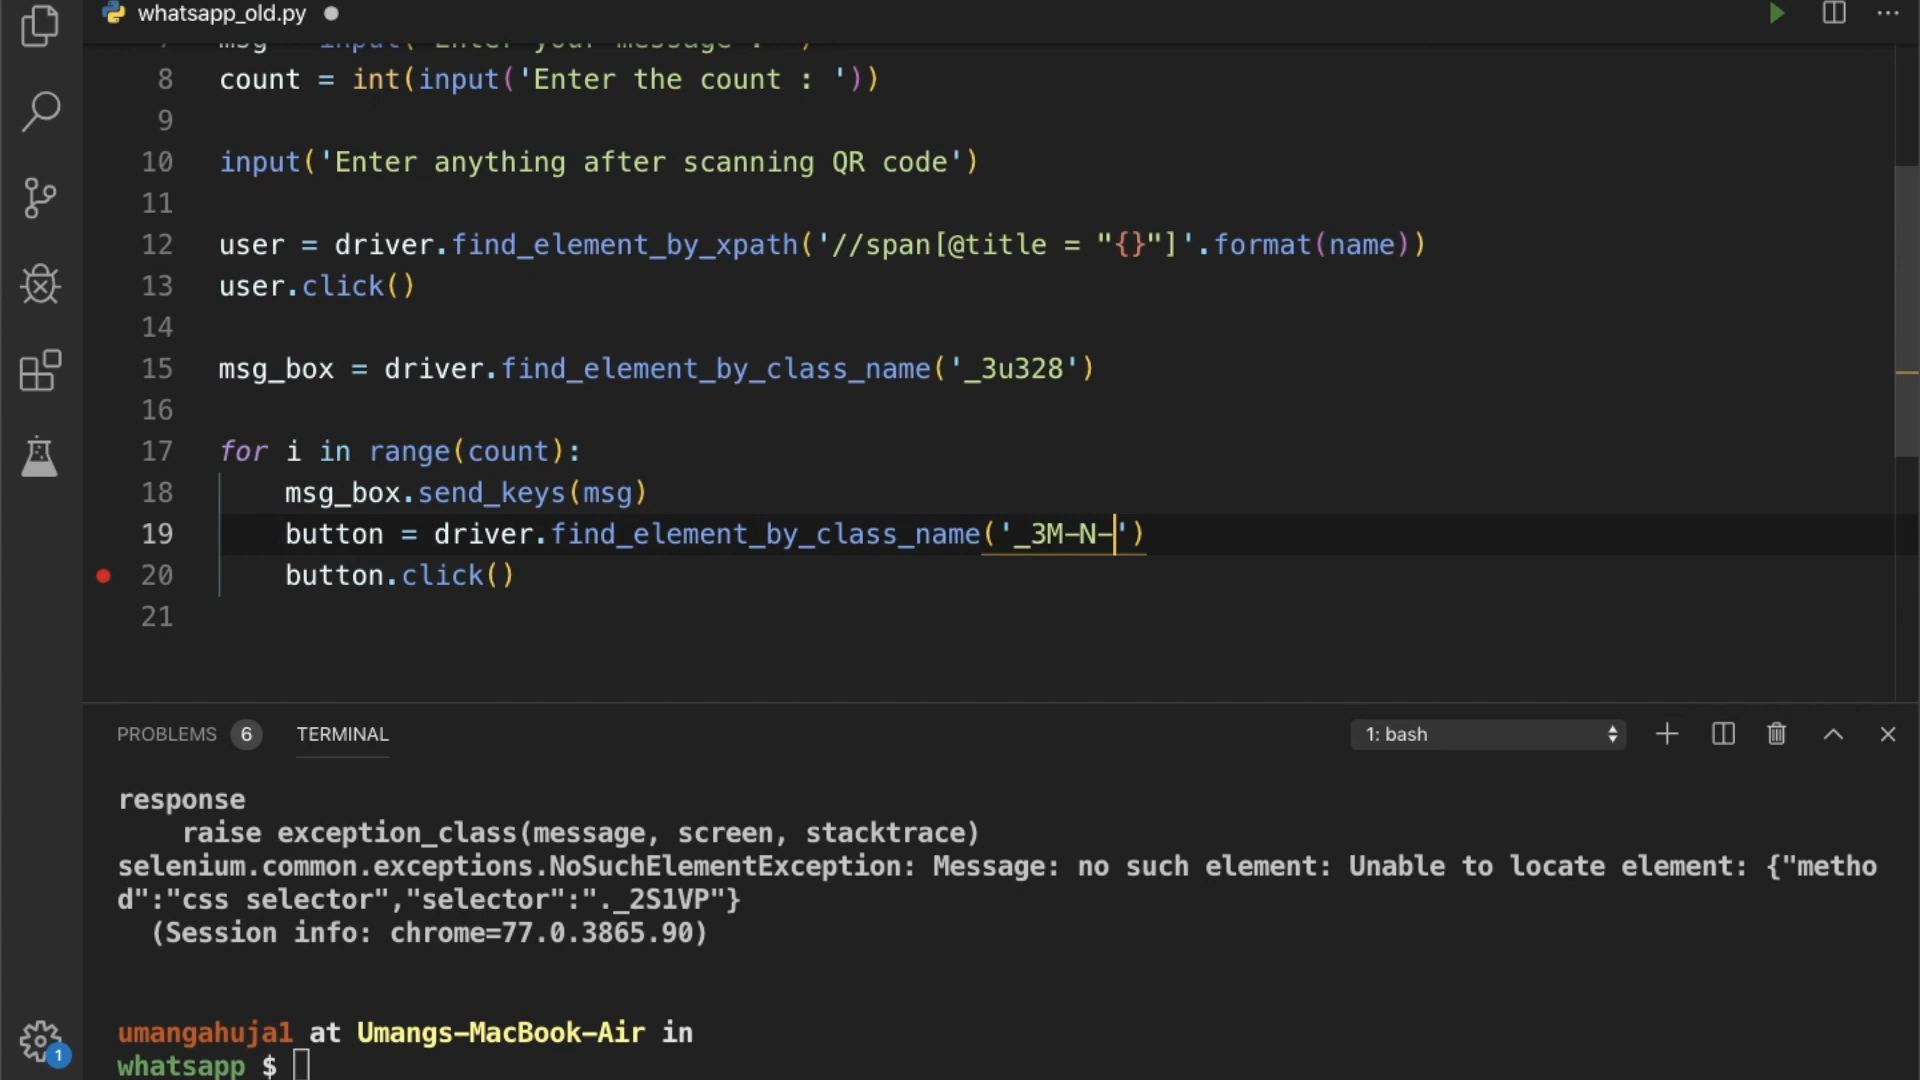 whatsapp_old.py
8 count = int(input('Enter the count : '))
9
10 input('Enter anything after scanning QR code')
11
12 user = driver.find_element_by_xpath('//span[@title = "{}"]'.format(name))
13 user.click()
14
15 msg_box = driver.find_element_by_class_name('_3u328')
16
17 for i in range(count):
18 msg_box.send_keys(msg)
19 button = driver.find_element_by_class_name('_3M-N-')
20 button.click()
21
PROBLEMS 6 TERMINAL 1: bash
response
raise exception_class(message, screen, stacktrace)
selenium.common.exceptions.NoSuchElementException: Message: no such element: Unable to locate element: {"metho
d":"css selector","selector":"._2S1VP"}
(Session info: chrome=77.0.3865.90)
umangahuja1 at Umangs-MacBook-Air in
whatsapp $
1